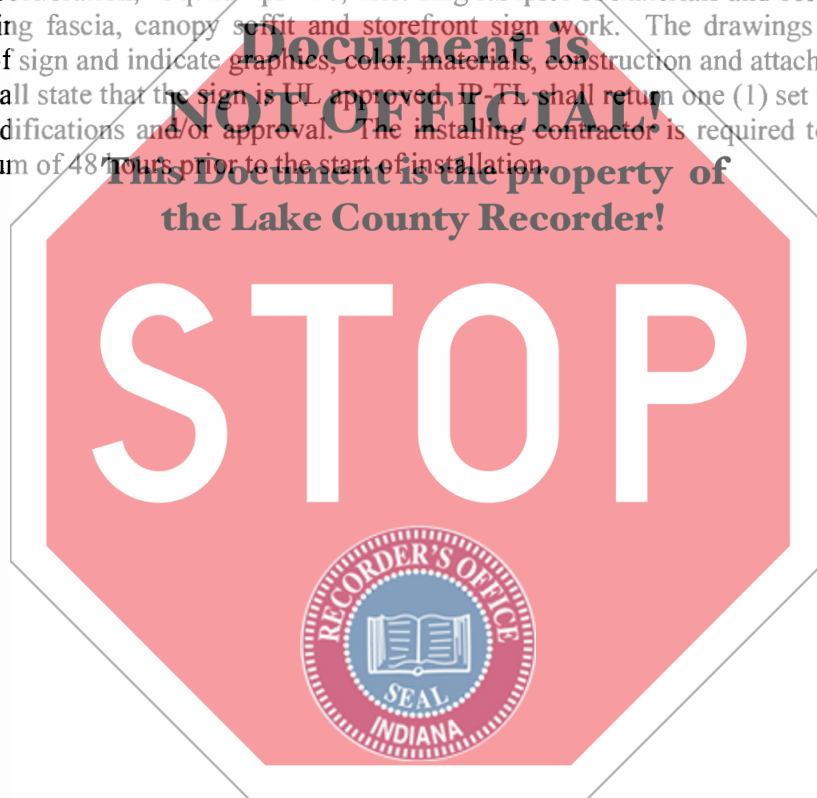 ing fascia, canopy soffit and storefront sign work. The drawings
f sign and indicate graphics, color, materials, construction and attach
all state that the sign is UL approved. IP-TL shall return one (1) set
difications and/or approval. The installing contractor is required to
um of 48 hours prior to the start of installation.
Document is
NOT OFFICIAL!
This Document is the property of
the Lake County Recorder!
STOP
RECORDER'S OFFICE
SEAL
INDIANA